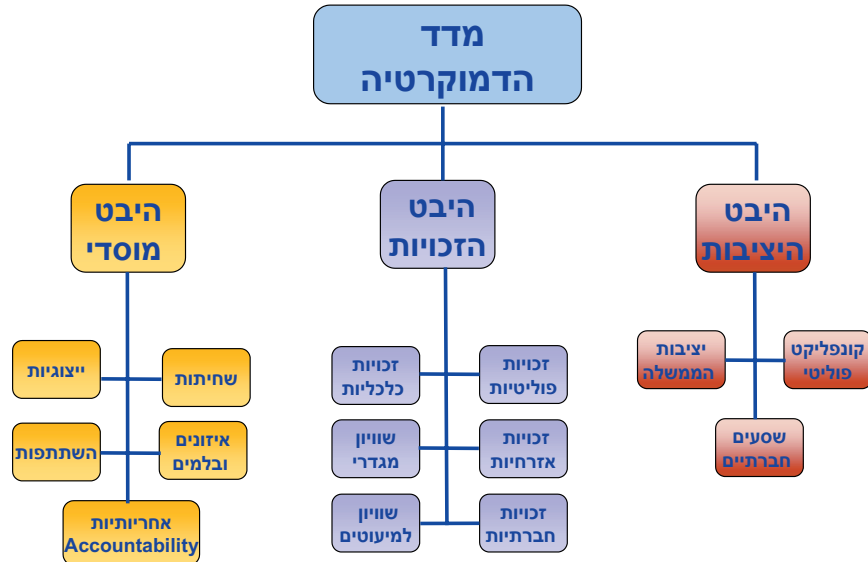 מדד
הדמוקרטיה
היבט
היציבות
היבט
הזכויות
היבט
מוסדי
קונפליקט
פוליטי
יציבות
הממשלה
שסעים
חברתיים
זכויות
פוליטיות
זכויות
כלכליות
זכויות
אזרחיות
שוויון
מגדרי
זכויות
חברתיות
שוויון
למיעוטים
שחיתות
ייצוגיות
איזונים
ובלמים
השתתפות
אחריותיות
Accountability